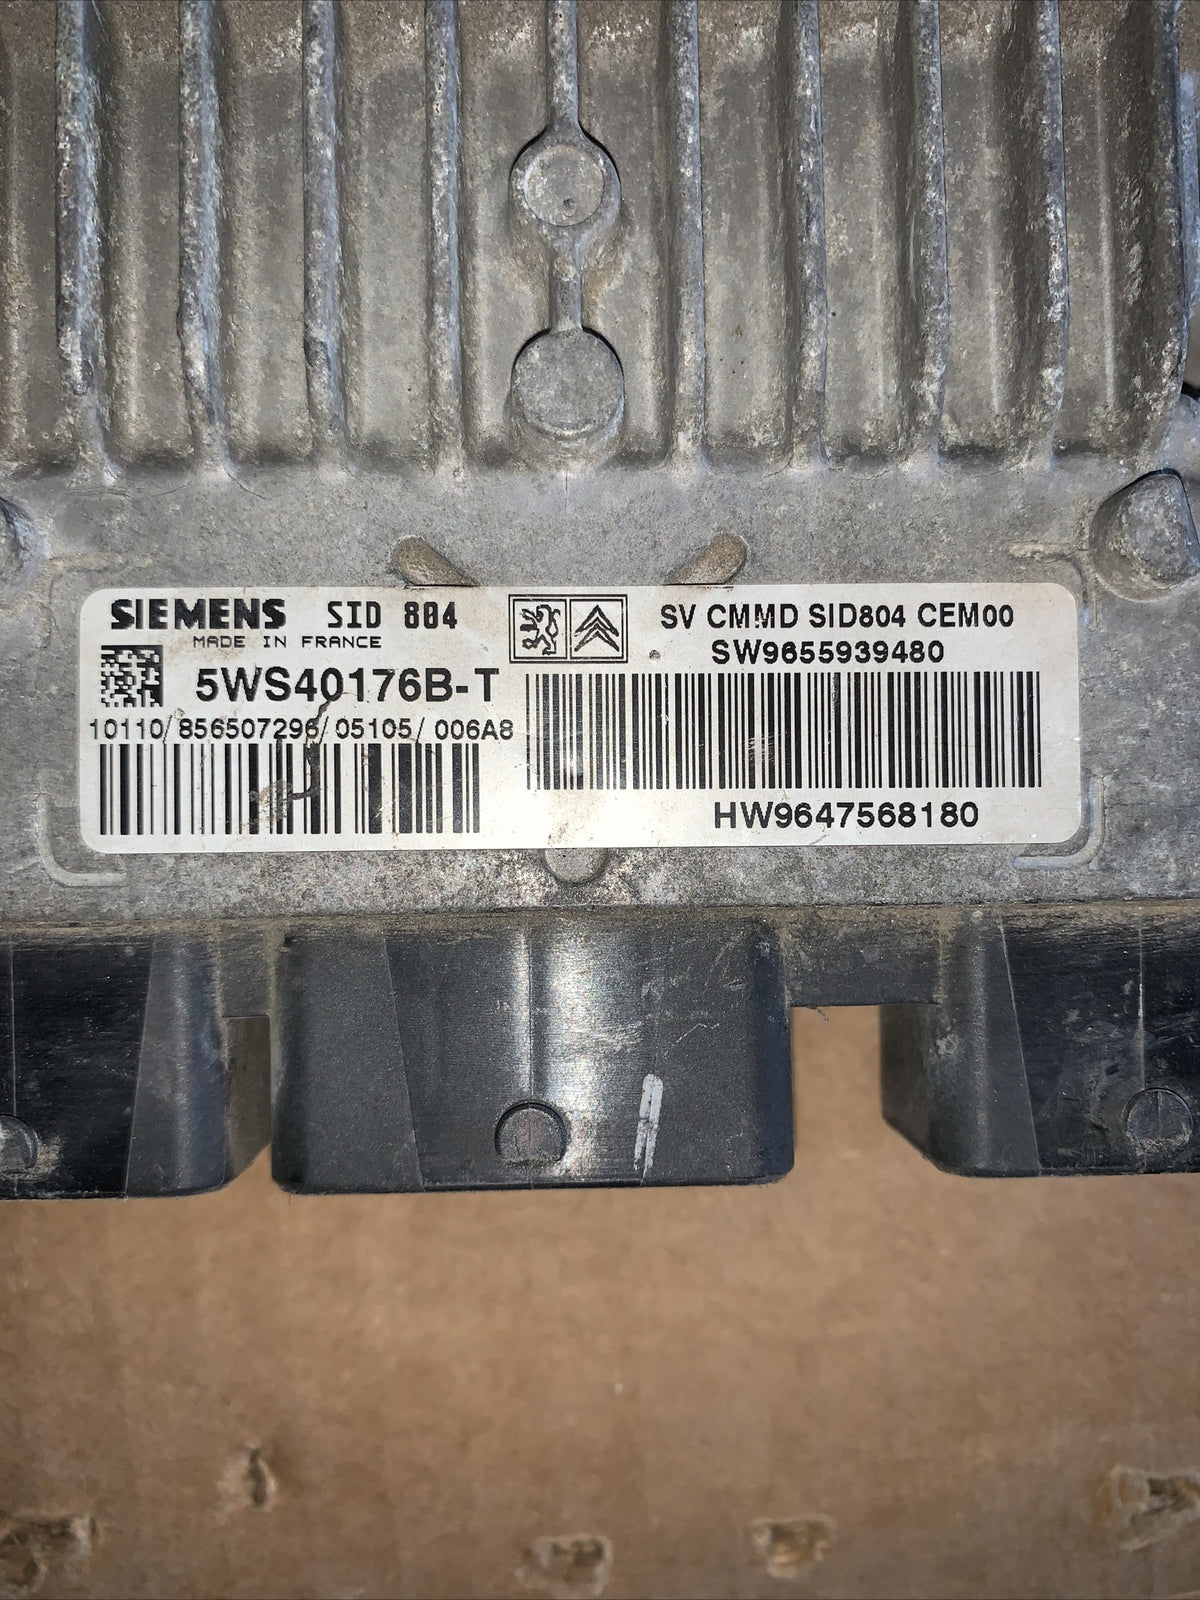 SIEMENS SID 804
MADE IN FRANCE
5WS40176B-T
10110/856507296/05105/006A8
SV CMMD SID804 CEM00
SW9655939480
HW9647568180